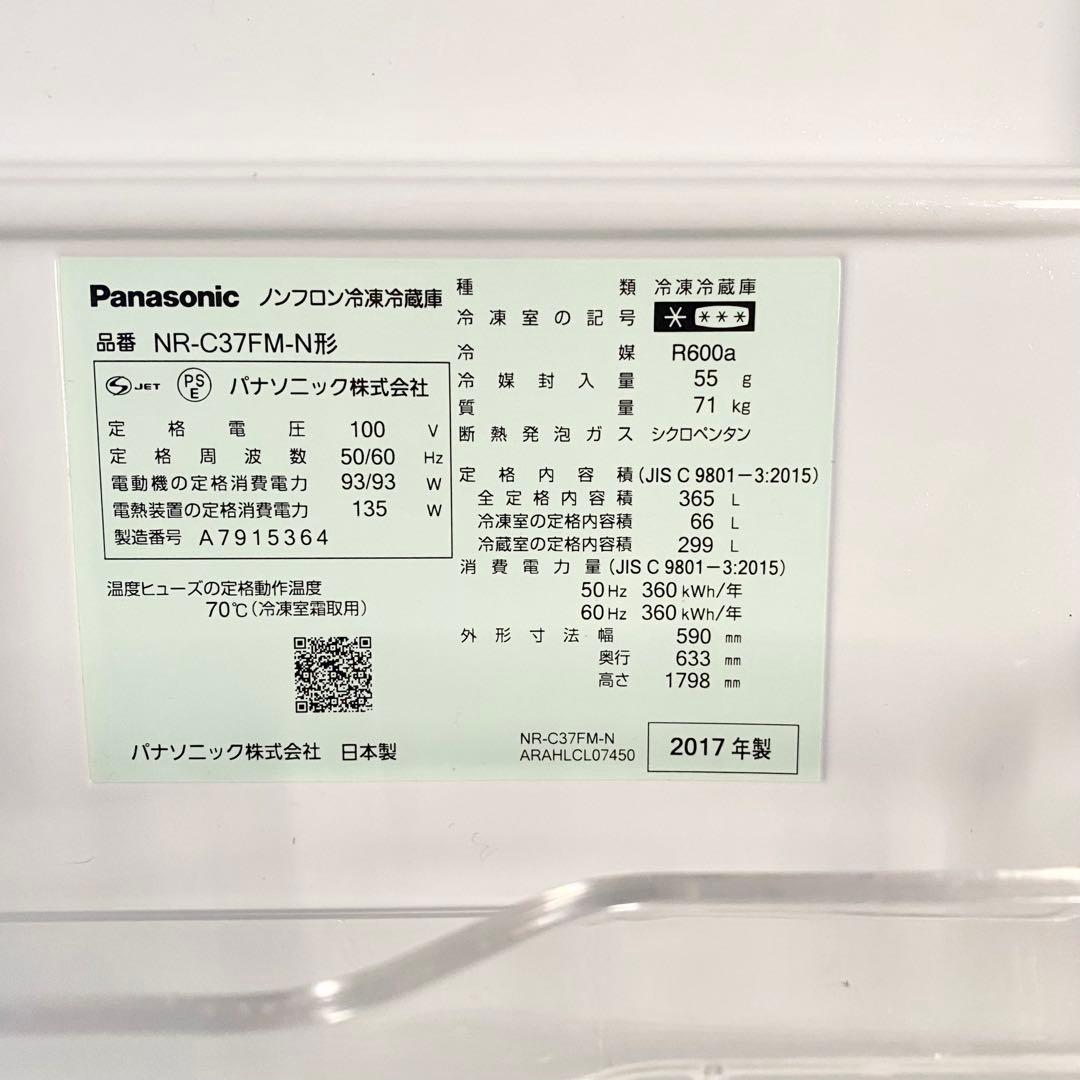 Panasonic ノンフロン冷凍冷蔵庫
品番 NR-C37FM-N形
JET PSE パナソニック株式会社
定格電圧 100 V
定格周波数 50/60 Hz
電動機の定格消費電力 93/93 W
電熱装置の定格消費電力 135 W
製造番号 A7915364
温度ヒューズの定格動作温度
70℃(冷凍室霜取用)
パナソニック株式会社 日本製
種類 冷凍冷蔵庫
冷凍室の記号 * ***
冷媒 R600a
冷媒封入量 55 g
質量 71 kg
断熱発泡ガス シクロペンタン
定格内容積(JIS C 9801-3:2015)
全定格内容積 365 L
冷凍室の定格内容積 66 L
冷蔵室の定格内容積 299 L
消費電力量(JIS C 9801-3:2015)
50Hz 360kWh/年
60Hz 360kWh/年
外形寸法 幅 590 mm
奥行 633 mm
高さ 1798 mm
NR-C37FM-N
ARAHLCL07450
2017年製